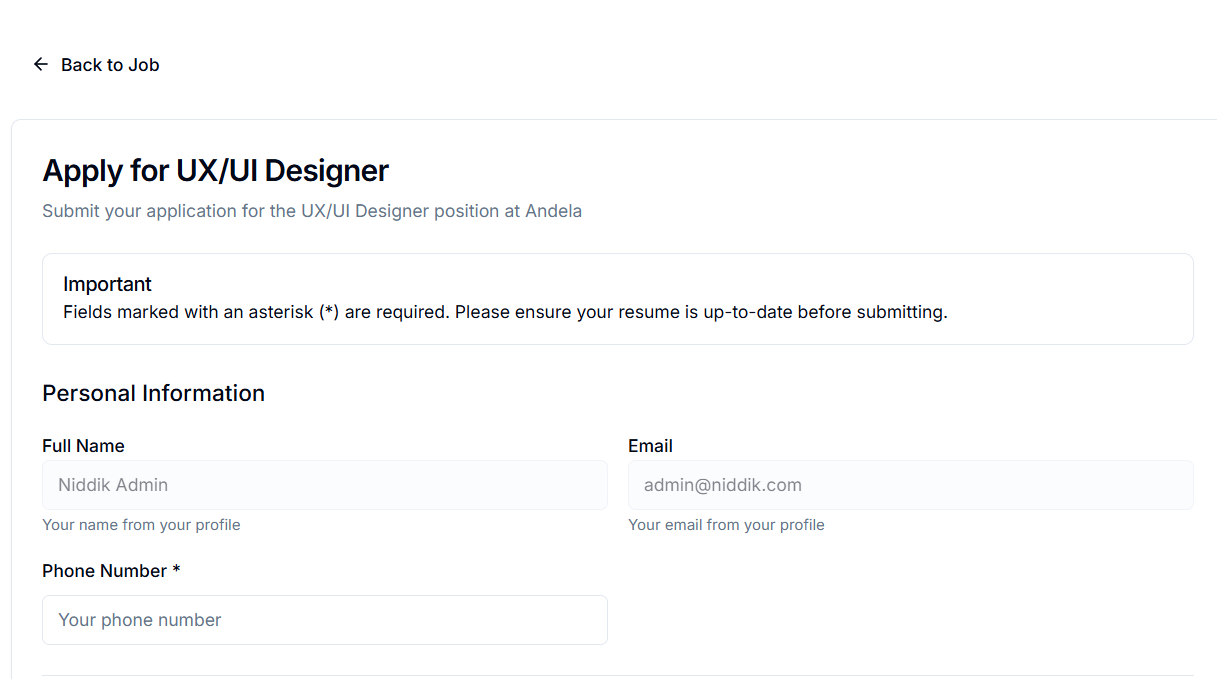 ← Back to Job
Apply for UX/UI Designer
Submit your application for the UX/UI Designer position at Andela
Important
Fields marked with an asterisk (*) are required. Please ensure your resume is up-to-date before submitting.
Personal Information
Full Name
Email
Niddik Admin
admin@niddik.com
Your name from your profile
Your email from your profile
Phone Number *
Your phone number